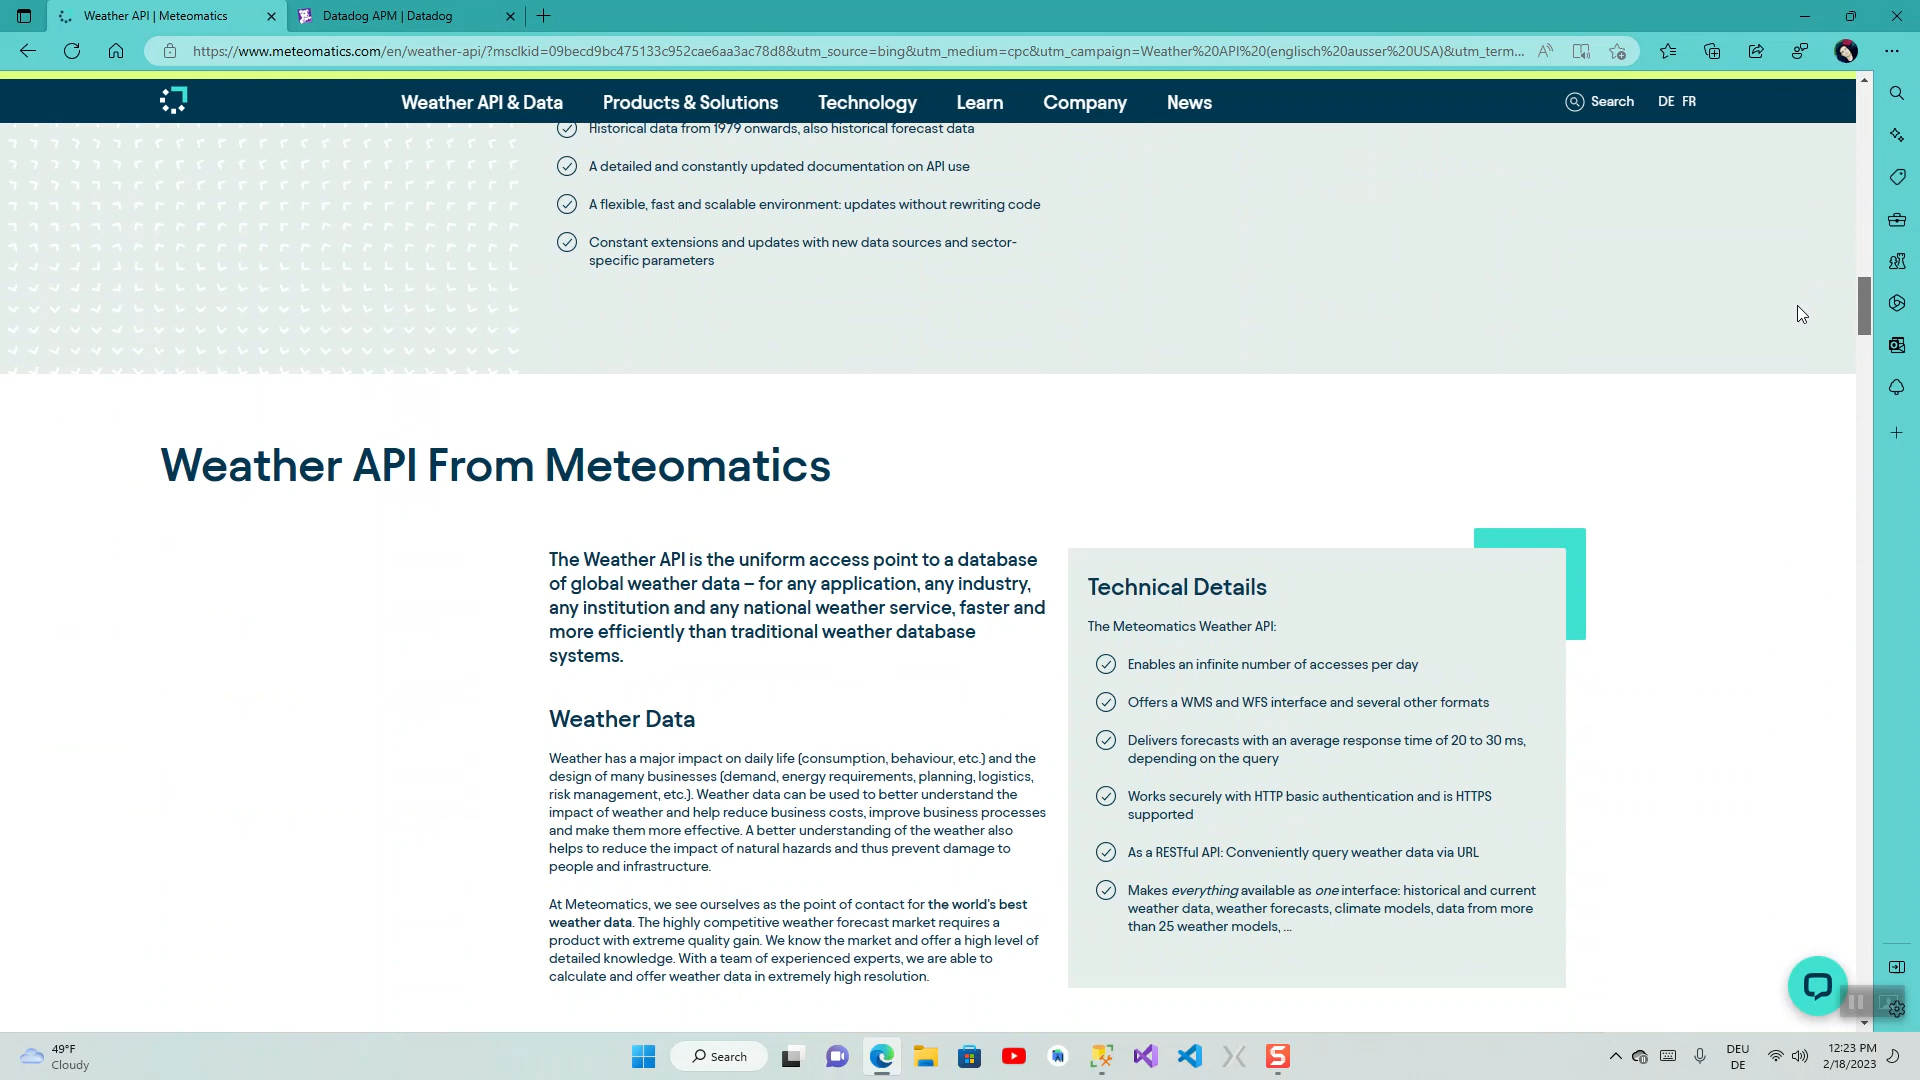 Weather API | Meteomatics
Datadog APM | Datadog
https://www.meteomatics.com/en/weather-api/?msclkid=09becd9bc475133c952cae6aa3ac78d8&utm_source=bing&utm_medium=cpc&utm_campaign=Weather%20API%20(englisch%20ausser%20USA)&utm_term...
Weather API & Data
Products & Solutions
Technology
Learn
Company
News
Search
DE FR
Historical data from 1979 onwards, also historical forecast data
A detailed and constantly updated documentation on API use
A flexible, fast and scalable environment: updates without rewriting code
Constant extensions and updates with new data sources and sector-
specific parameters
Weather API From Meteomatics
The Weather API is the uniform access point to a database
of global weather data – for any application, any industry,
any institution and any national weather service, faster and
more efficiently than traditional weather database
systems.
Weather Data
Weather has a major impact on daily life (consumption, behaviour, etc.) and the
design of many businesses (demand, energy requirements, planning, logistics,
risk management, etc.). Weather data can be used to better understand the
impact of weather and help reduce business costs, improve business processes
and make them more effective. A better understanding of the weather also
helps to reduce the impact of natural hazards and thus prevent damage to
people and infrastructure.
At Meteomatics, we see ourselves as the point of contact for the world's best
weather data. The highly competitive weather forecast market requires a
product with extreme quality gain. We know the market and offer a high level of
detailed knowledge. With a team of experienced experts, we are able to
calculate and offer weather data in extremely high resolution.
Technical Details
The Meteomatics Weather API:
Enables an infinite number of accesses per day
Offers a WMS and WFS interface and several other formats
Delivers forecasts with an average response time of 20 to 30 ms,
depending on the query
Works securely with HTTP basic authentication and is HTTPS
supported
As a RESTful API: Conveniently query weather data via URL
Makes everything available as one interface: historical and current
weather data, weather forecasts, climate models, data from more
than 25 weather models, ...
49°F
Cloudy
Search
DEU
DE
12:23 PM
2/18/2023